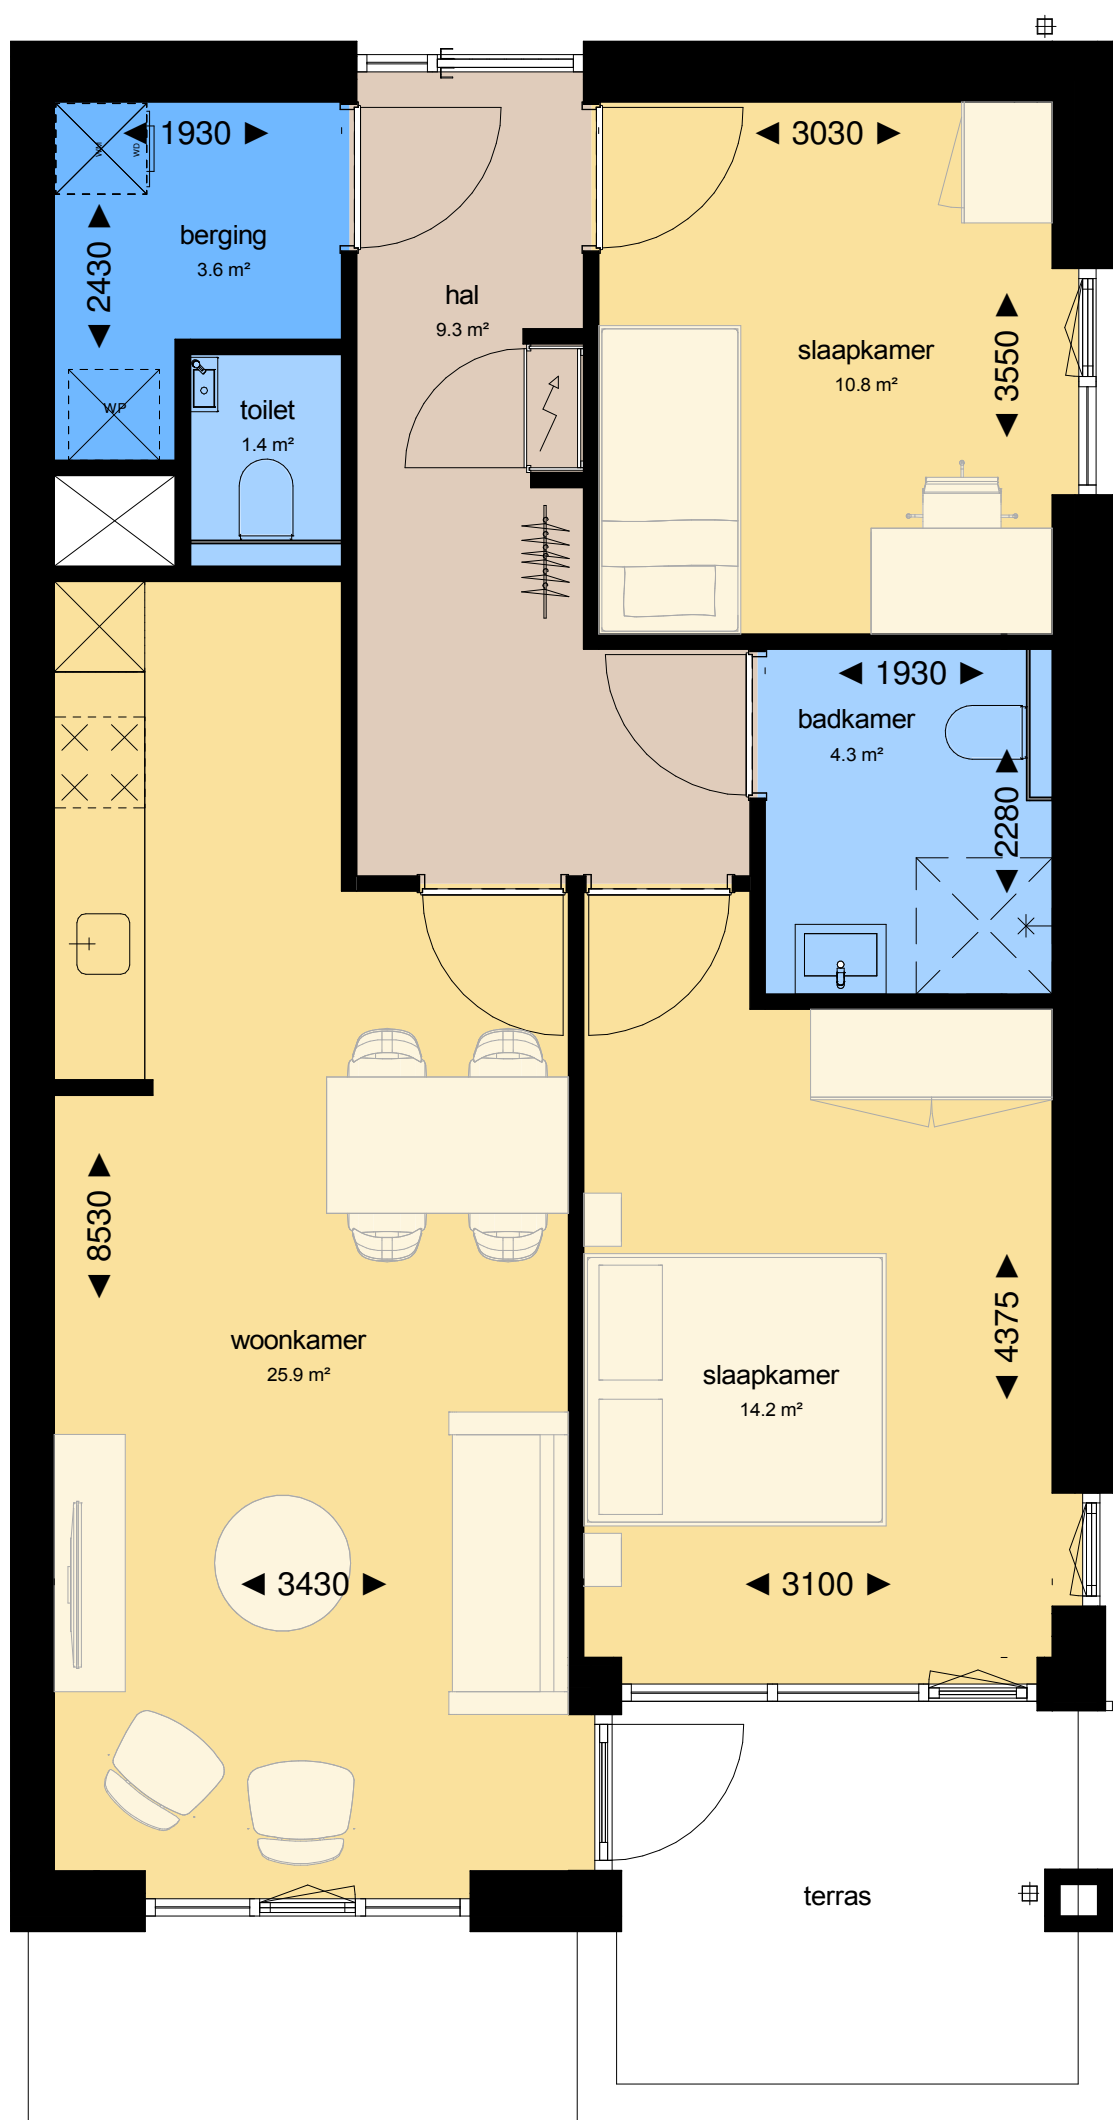 1930
WM
WD
3030
berging
3.6 m²
2430
hal
9.3 m²
slaapkamer
10.8 m²
3550
WP
toilet
1.4 m²
1930
badkamer
4.3 m²
2280
8530
woonkamer
25.9 m²
4375
slaapkamer
14.2 m²
3430
3100
terras